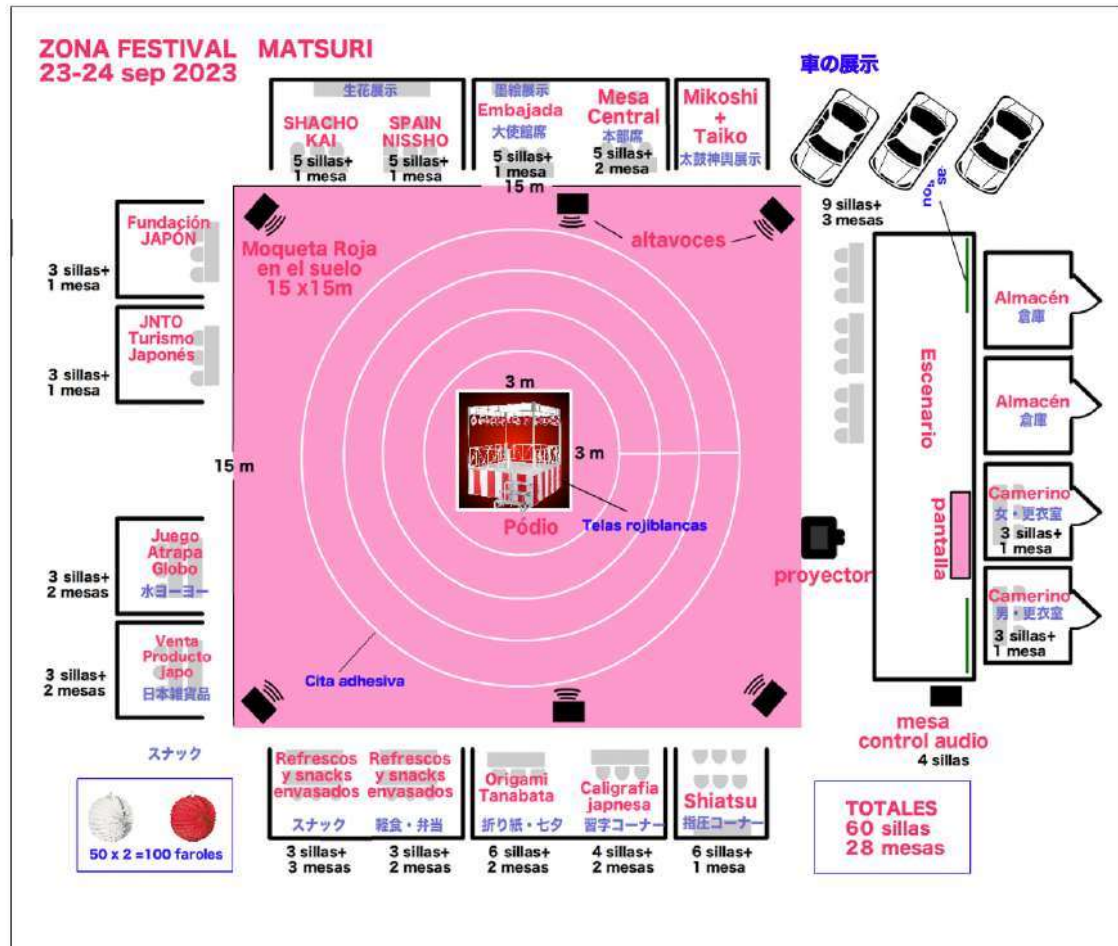 ZONA FESTIVAL MATSURI
23-24 sep 2023
生花展示
SHACHO
KAI
5 sillas+
1 mesa
SPAIN
NISSHO
5 sillas+
1 mesa
墨絵展示
Embajada
大使館席
5 sillas+
1 mesa
Mesa
Central
本部席
5 sillas+
2 mesa
Mikoshi
+
Taiko
太鼓神輿展示
車の展示
15 m
9 sillas+
3 mesas
Fundación
JAPÓN
3 sillas+
1 mesa
Moqueta Roja
en el suelo
15 x15m
altavoces
JNTO
Turismo
Japonés
3 sillas+
1 mesa
Almacén
倉庫
Escenario
Almacén
倉庫
3 m
3 m
15 m
Pódio
Telas rojiblancas
pantalla
Camerino
女・更衣室
3 sillas+
1 mesa
proyector
Juego
Atrapa
Globo
水ヨーヨー
3 sillas+
2 mesas
Camerino
男・更衣室
3 sillas+
1 mesa
Venta
Producto
japo
日本雑貨品
3 sillas+
2 mesas
Cita adhesiva
mesa
control audio
4 sillas
スナック
50 x 2 =100 faroles
Refrescos
y snacks
envasados
スナック
3 sillas+
3 mesas
Refrescos
y snacks
envasados
軽食・弁当
3 sillas+
2 mesas
Origami
Tanabata
折り紙・七夕
6 sillas+
2 mesas
Caligrafia
japnesa
習字コーナー
4 sillas+
2 mesas
Shiatsu
指圧コーナー
6 sillas+
1 mesa
TOTALES
60 sillas
28 mesas